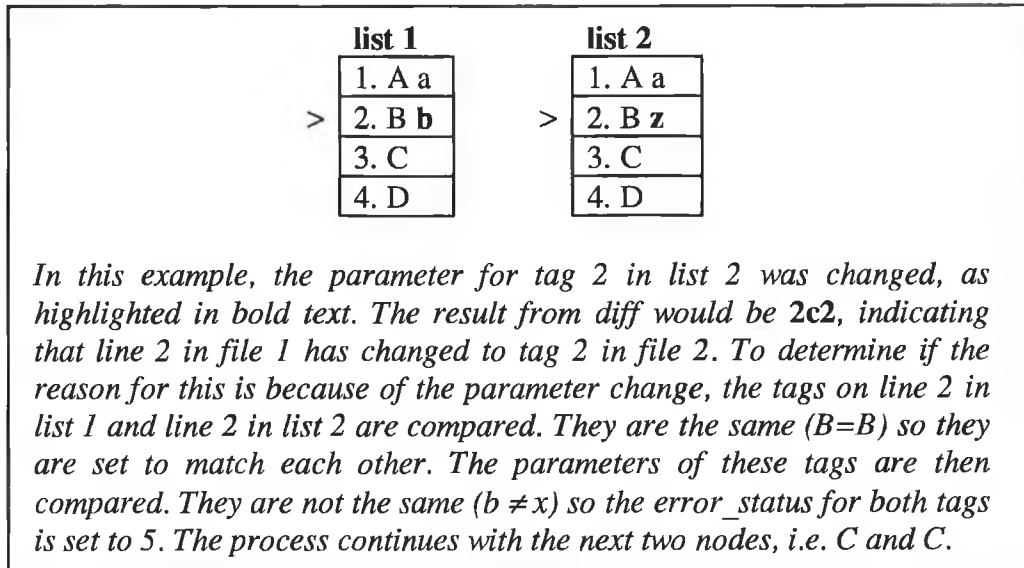 list 1 list 2
1. A a 1. A a
> 2. B b > 2. B z
3. C 3. C
4. D 4. D
In this example, the parameter for tag 2 in list 2 was changed, as
highlighted in bold text. The result from diff would be 2c2, indicating
that line 2 in file 1 has changed to tag 2 in file 2. To determine if the
reason for this is because of the parameter change, the tags on line 2 in
list 1 and line 2 in list 2 are compared. They are the same (B=B) so they
are set to match each other. The parameters of these tags are then
compared. They are not the same (b ≠ x) so the error_status for both tags
is set to 5. The process continues with the next two nodes, i.e. C and C.